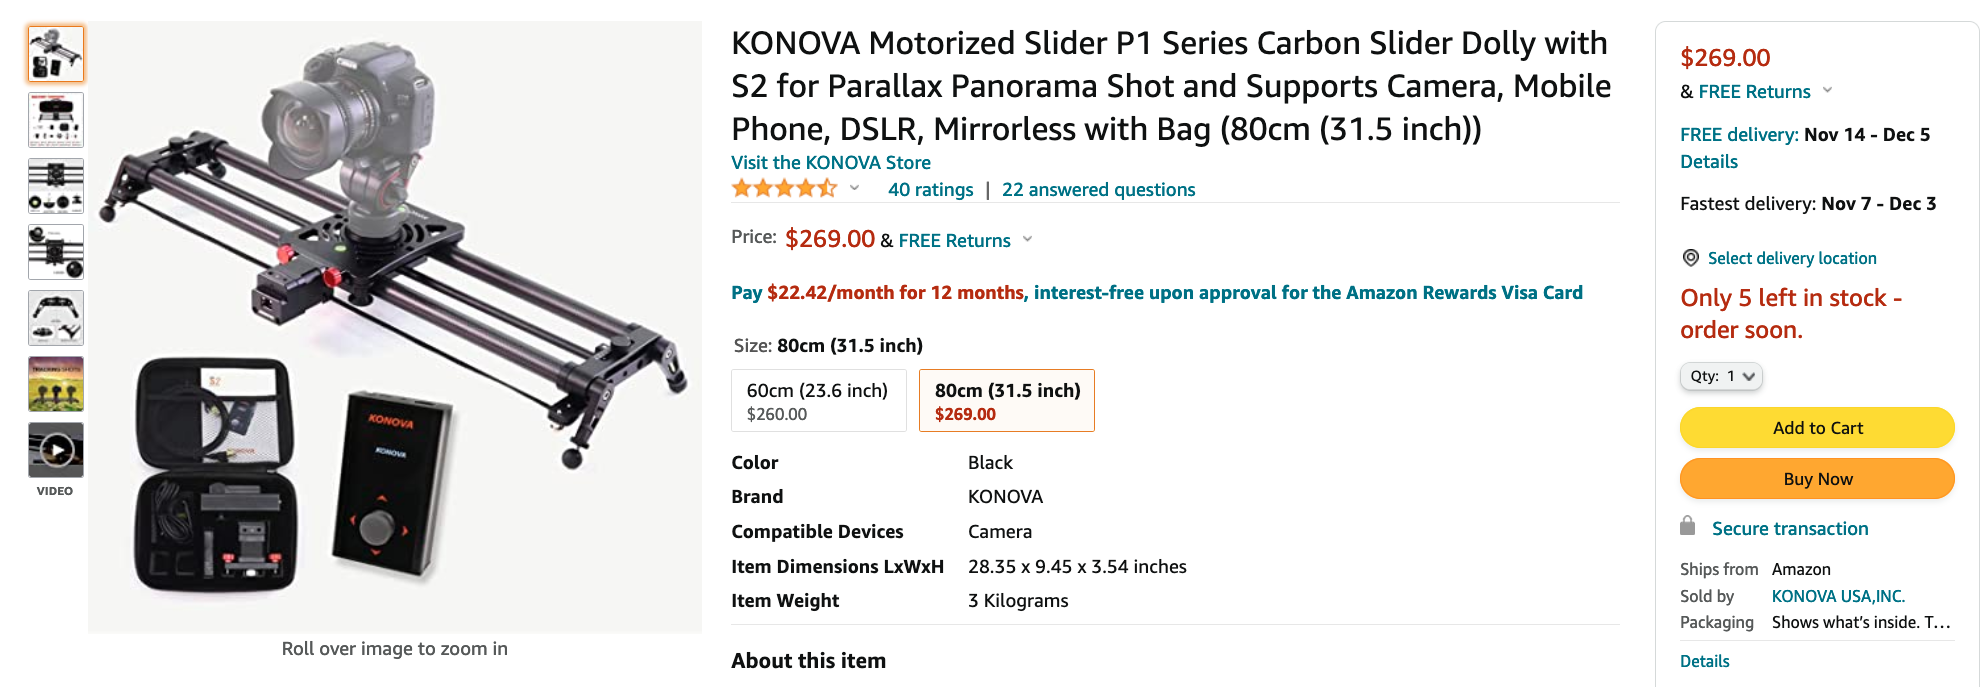 KONOVA Motorized Slider P1 Series Carbon Slider Dolly with
S2 for Parallax Panorama Shot and Supports Camera, Mobile
Phone, DSLR, Mirrorless with Bag (80cm (31.5 inch))
Visit the KONOVA Store
40 ratings | 22 answered questions
Price: $269.00 & FREE Returns
Pay $22.42/month for 12 months, interest-free upon approval for the Amazon Rewards Visa Card
Size: 80cm (31.5 inch)
60cm (23.6 inch)
$260.00
80cm (31.5 inch)
$269.00
Color Black
Brand KONOVA
Compatible Devices Camera
Item Dimensions LxWxH 28.35 x 9.45 x 3.54 inches
Item Weight 3 Kilograms
About this item
TRACKING SHOTS
VIDEO
S2
KONOVA
KONOVA
Roll over image to zoom in
$269.00
& FREE Returns
FREE delivery: Nov 14 - Dec 5
Details
Fastest delivery: Nov 7 - Dec 3
Select delivery location
Only 5 left in stock -
order soon.
Qty: 1
Add to Cart
Buy Now
Secure transaction
Ships from Amazon
Sold by KONOVA USA,INC.
Packaging Shows what's inside. T...
Details